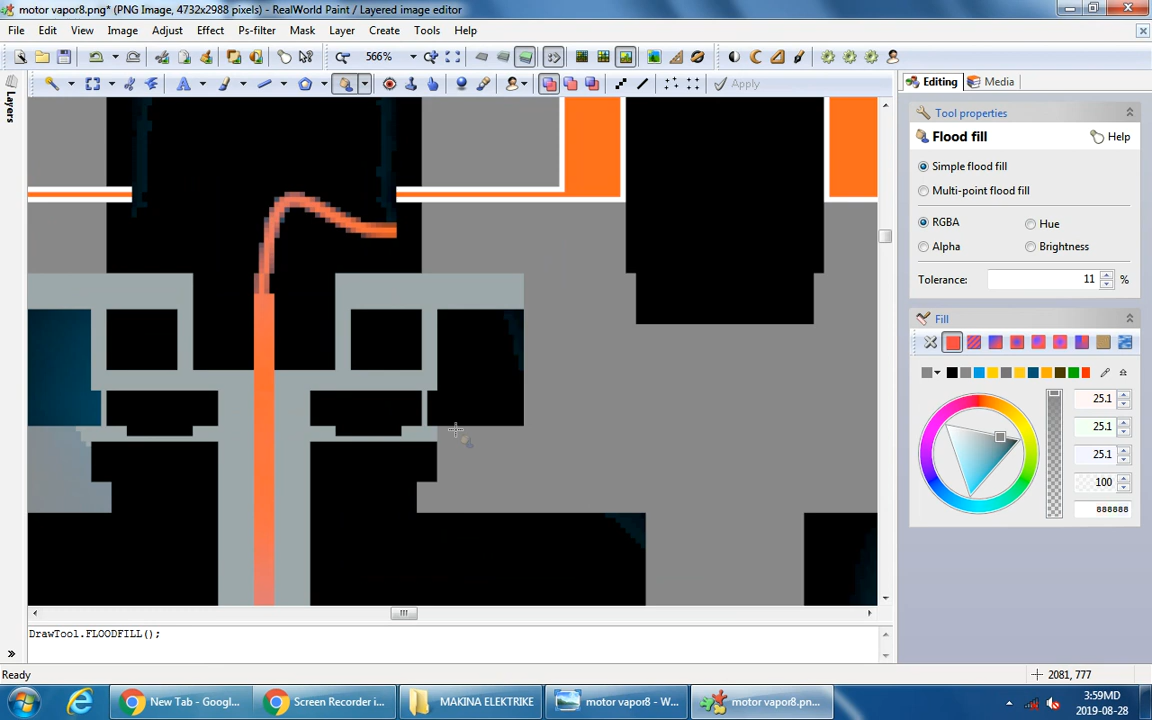 motor vapor8.png* (PNG Image, 4732x2988 pixels) - RealWorld Paint / Layered image editor
File Edit View Image Adjust Effect Ps-filter Mask Layer Create Tools Help
566%
Apply
Layers
Editing Media
Tool properties
Flood fill Help
Simple flood fill
Multi-point flood fill
RGBA Hue
Alpha Brightness
Tolerance: 11 %
Fill
25.1
25.1
25.1
100
888888
DrawTool.FLOODFILL();
Ready 2081, 777
New Tab - Googl... Screen Recorder i... MAKINA ELEKTRIKE motor vapor8 - W... motor vapor8.pn... 3:59MD
2019-08-28